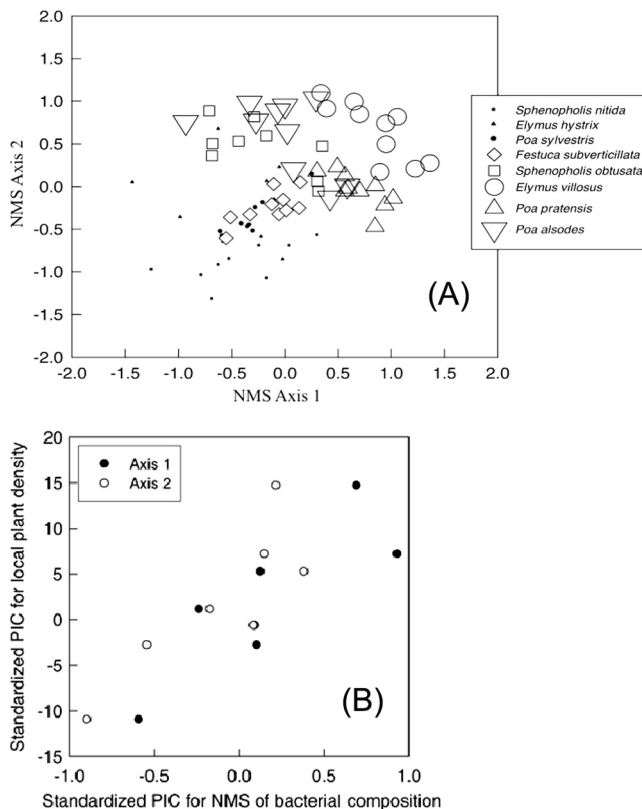 2.0
1.5
1.0
0.5
0.0
-0.5
-1.0
-1.5
-2.0
NMS Axis 2
-2.0 -1.5 -1.0 -0.5 0.0 0.5 1.0 1.5 2.0
NMS Axis 1
(A)
Sphenopholis nitida
Elymus hystrix
Poa sylvestris
Festuca subverticillata
Sphenopholis obtusata
Elymus villosus
Poa pratensis
Poa alsodes
20
15
10
5
0
-5
-10
-15
Standardized PIC for local plant density
Axis 1
Axis 2
(B)
-1.0 -0.5 0.0 0.5 1.0
Standardized PIC for NMS of bacterial composition